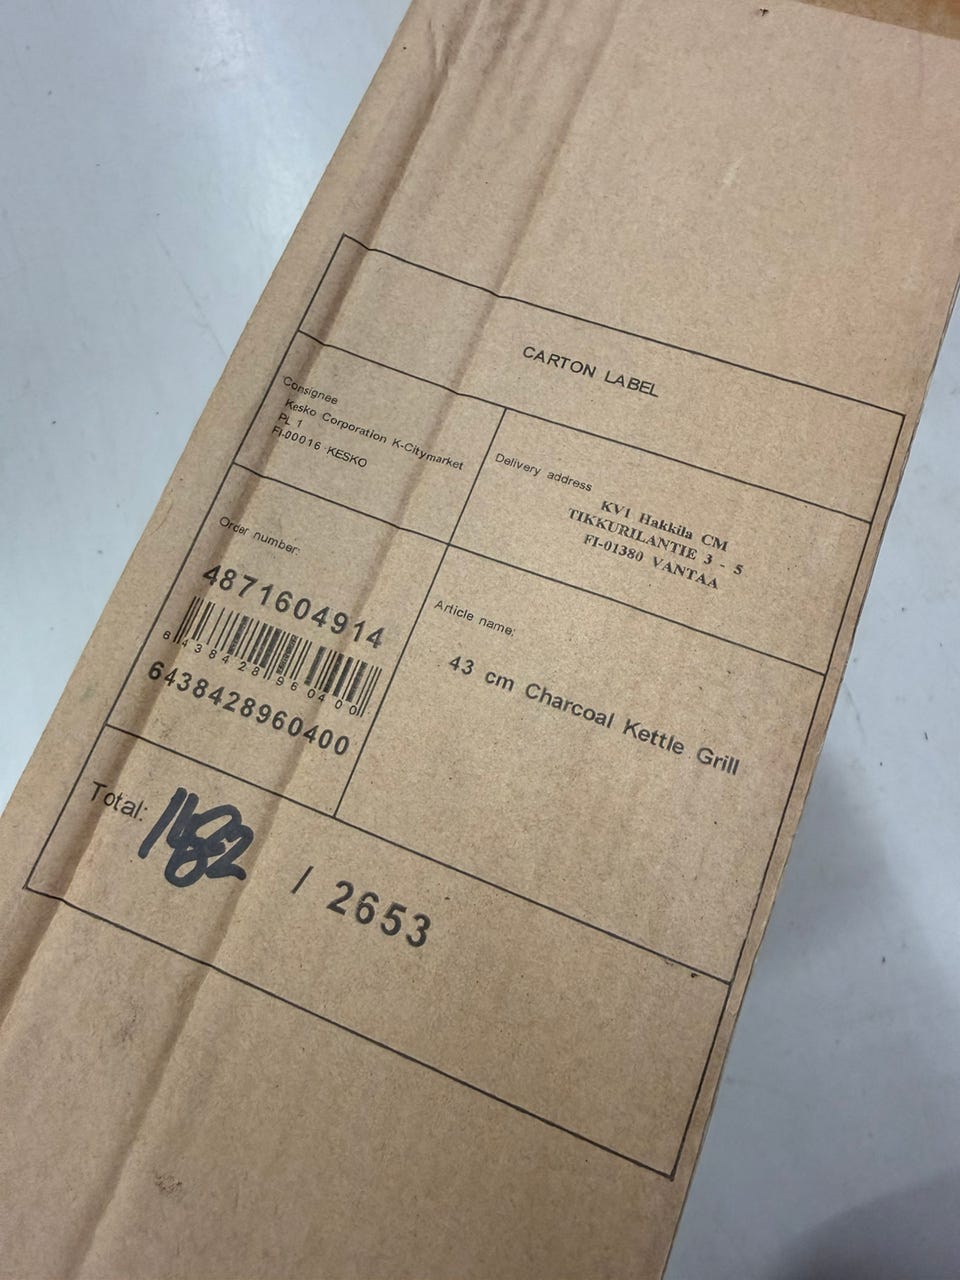 CARTON LABEL
Consignee
Kesko Corporation K-Citymarket
PL 1
FI-00016 KESKO
Delivery address
KV1 Hakkila CM
TIKKURILANTIE 3 - 5
FI-01380 VANTAA
Order number:
4871604914
6438428960400
Article name:
43 cm Charcoal Kettle Grill
Total: / 2653